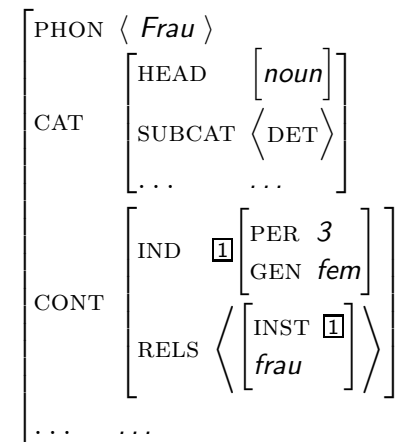 PHON ⟨ Frau ⟩
CAT
HEAD [noun]
SUBCAT ⟨DET⟩
... ...
CONT
IND 1 [PER 3
GEN fem]
RELS ⟨[INST 1
frau]⟩
... ...